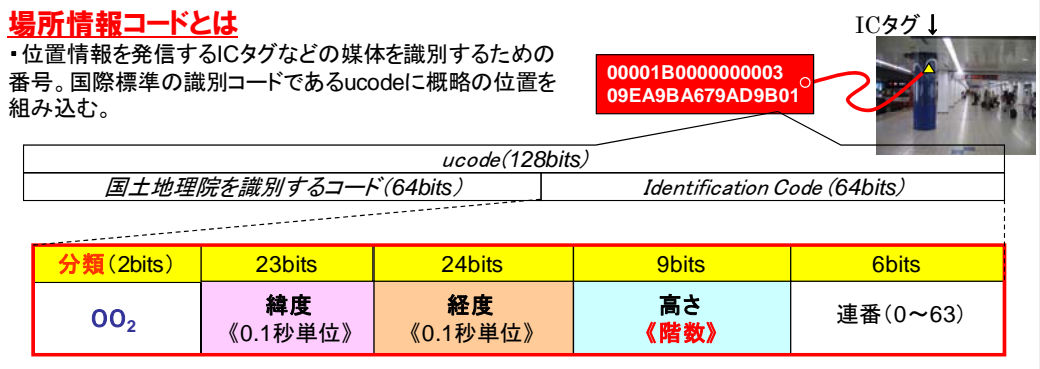 場所情報コードとは
ICタグ↓
・位置情報を発信するICタグなどの媒体を識別するための
番号。国際標準の識別コードであるucodeに概略の位置を
組み込む。
00001B0000000003
09EA9BA679AD9B01
ucode(128bits)
国土地理院を識別するコード(64bits) Identification Code (64bits)
分類(2bits) 23bits 24bits 9bits 6bits
00₂ 緯度 経度 高さ 連番(0～63)
《0.1秒単位》 《0.1秒単位》 《階数》